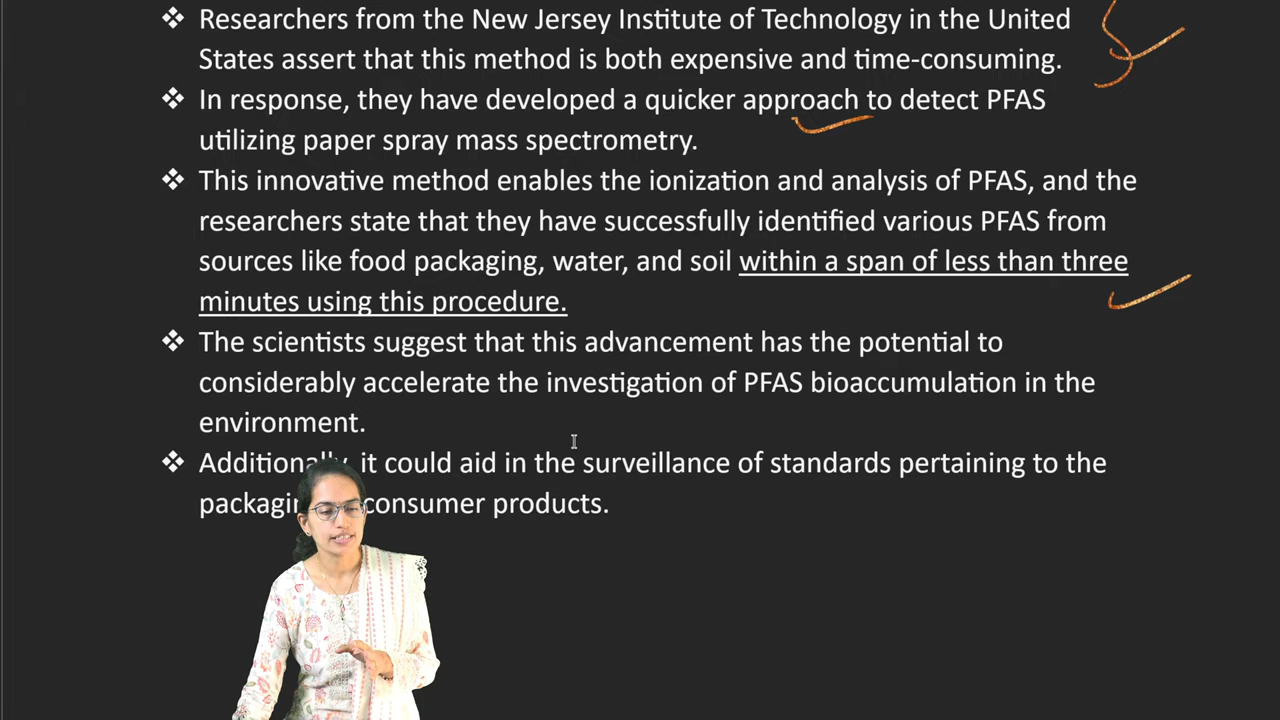 ❖ Researchers from the New Jersey Institute of Technology in the United
States assert that this method is both expensive and time-consuming.
❖ In response, they have developed a quicker approach to detect PFAS
utilizing paper spray mass spectrometry.
❖ This innovative method enables the ionization and analysis of PFAS, and the
researchers state that they have successfully identified various PFAS from
sources like food packaging, water, and soil within a span of less than three
minutes using this procedure.
❖ The scientists suggest that this advancement has the potential to
considerably accelerate the investigation of PFAS bioaccumulation in the
environment.
❖ Additionally, it could aid in the surveillance of standards pertaining to the
consumer products.